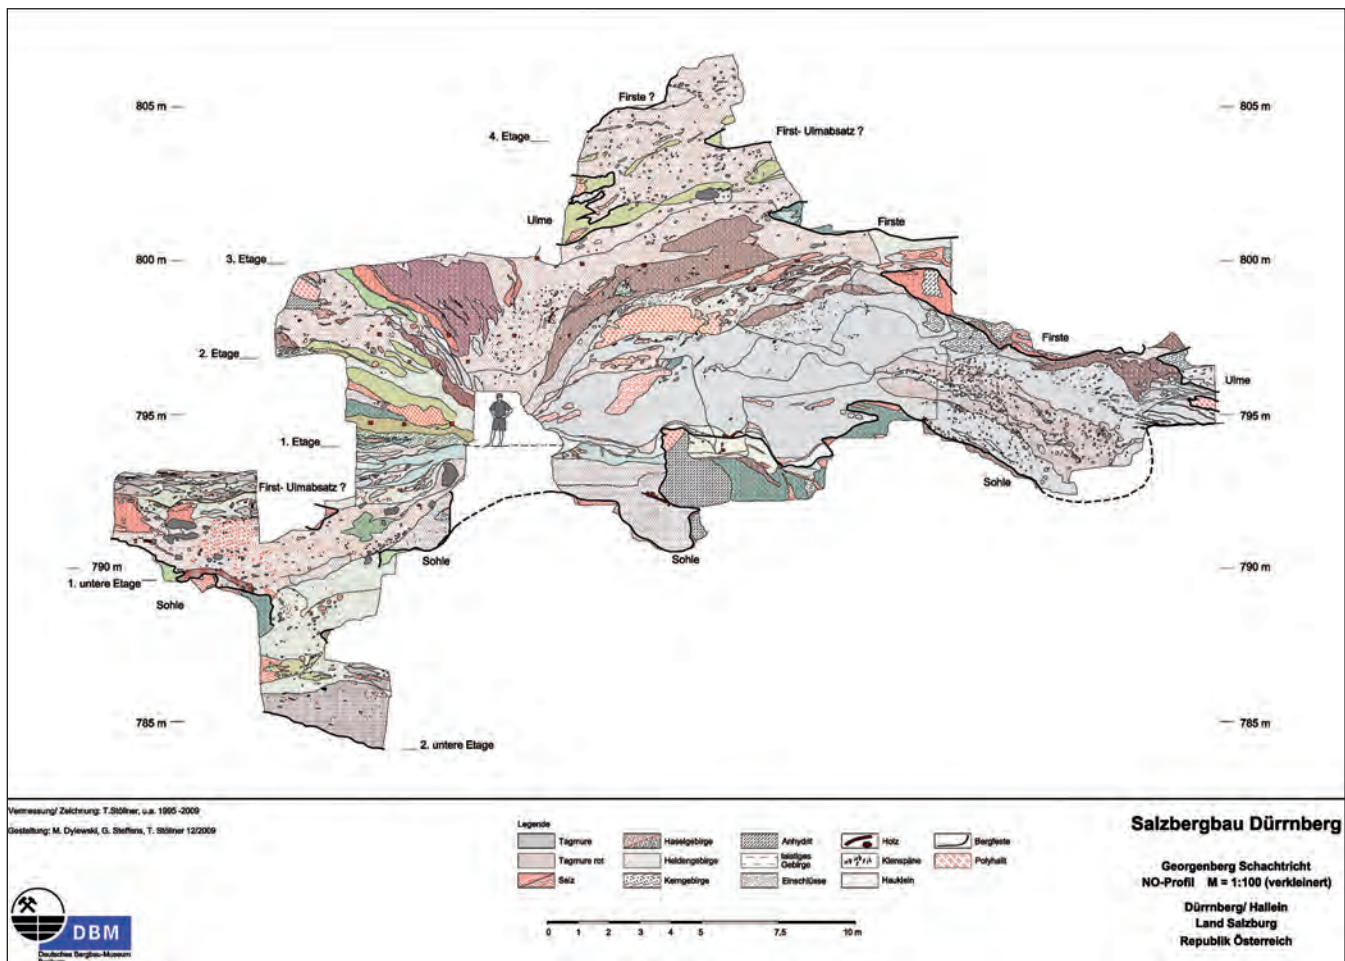 805 m
805 m
Firste ?
4. Etage
First- Ulmabsatz ?
Ulme
Firste
3. Etage
800 m
800 m
Firste
2. Etage
Ulme
795 m
795 m
1. Etage
First- Ulmabsatz ?
Sohle
Sohle
Sohle
790 m
790 m
1. untere Etage
Sohle
785 m
785 m
2. untere Etage
Vermessung/ Zeichnung: T.Stöllner, u.a. 1995 -2009
Gestaltung: M. Dylewski, G. Steffens, T. Stöllner 12/2009
Legende
Tagmure
Haselgebirge
Anhydrit
Holz
Bergfeste
Tagmure rot
Heidengebirge
Gebirge
Kienspäne
Polyhalit
Salz
Kerngebirge
Einschlüsse
Hauklein
0 1 2 3 4 5 7,5 10 m
Salzbergbau Dürrnberg
Georgenberg Schachtricht
NO-Profil M = 1:100 (verkleinert)
Dürrnberg/ Hallein
Land Salzburg
Republik Österreich
DBM
Deutsches Bergbau-Museum